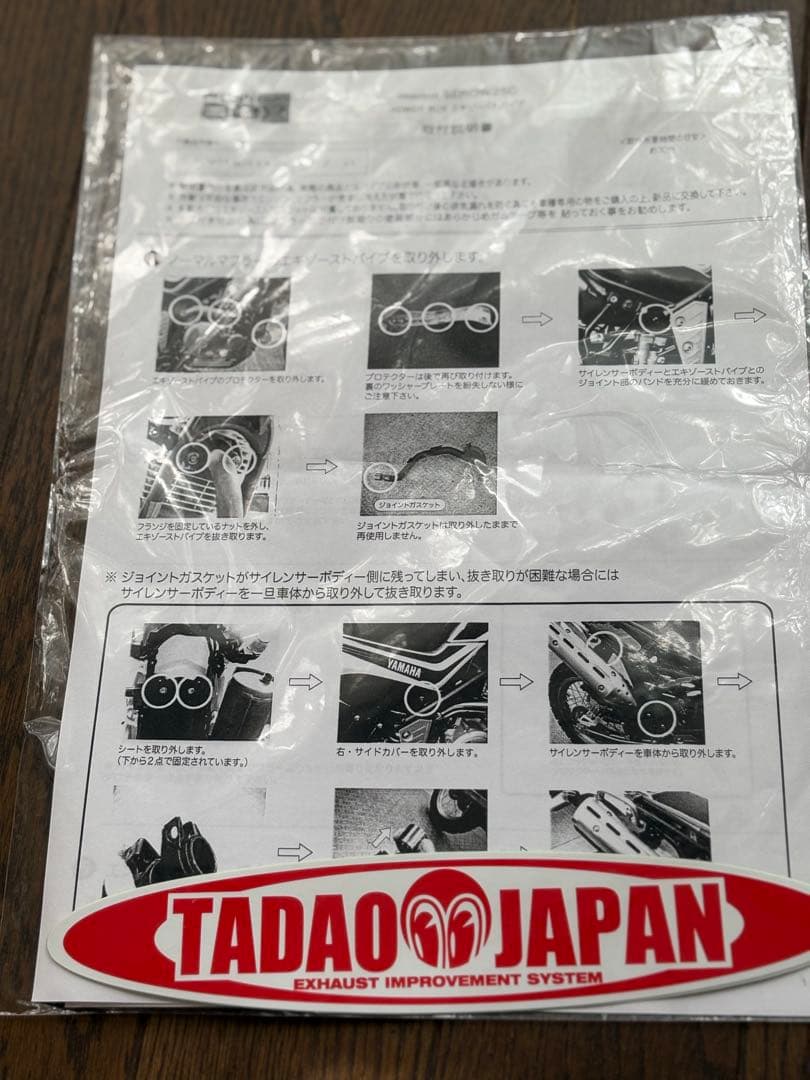 取付説明書
ノーマルマフラー、エキゾーストパイプを取り外します。
エキゾーストパイプのプロテクターを取り外します。
プロテクターは後で再び取り付けます。
裏のワッシャープレートを紛失しない様に
ご注意下さい。
サイレンサーボディーとエキゾーストパイプとの
ジョイント部のバンドを充分に緩めておきます。
フランジを固定しているナットを外し、
エキゾーストパイプを抜き取ります。
ジョイントガスケット
ジョイントガスケットは取り外したままで
再使用しません。
※ ジョイントガスケットがサイレンサーボディー側に残ってしまい、抜き取りが困難な場合には
サイレンサーボディーを一旦車体から取り外して抜き取ります。
YAMAHA
シートを取り外します。
(下から2点で固定されています。)
右・サイドカバーを取り外します。
サイレンサーボディーを車体から取り外します。
TADAO JAPAN
EXHAUST IMPROVEMENT SYSTEM